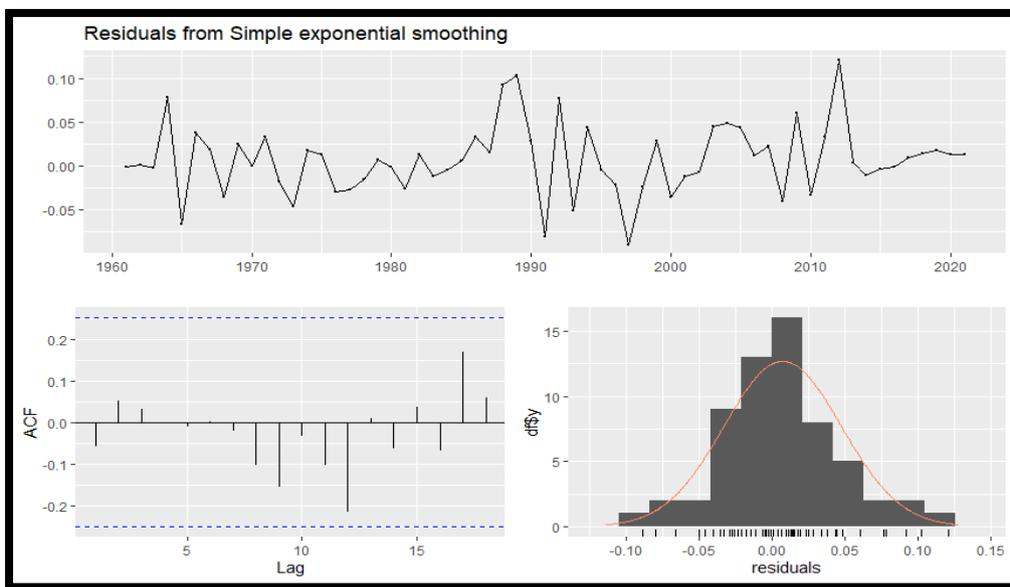 Residuals from Simple exponential smoothing
0.10
0.05
0.00
-0.05
1960 1970 1980 1990 2000 2010 2020
ACF
0.2
0.1
0.0
-0.1
-0.2
5 10 15
Lag
df$y
15
10
5
0
-0.10 -0.05 0.00 0.05 0.10 0.15
residuals